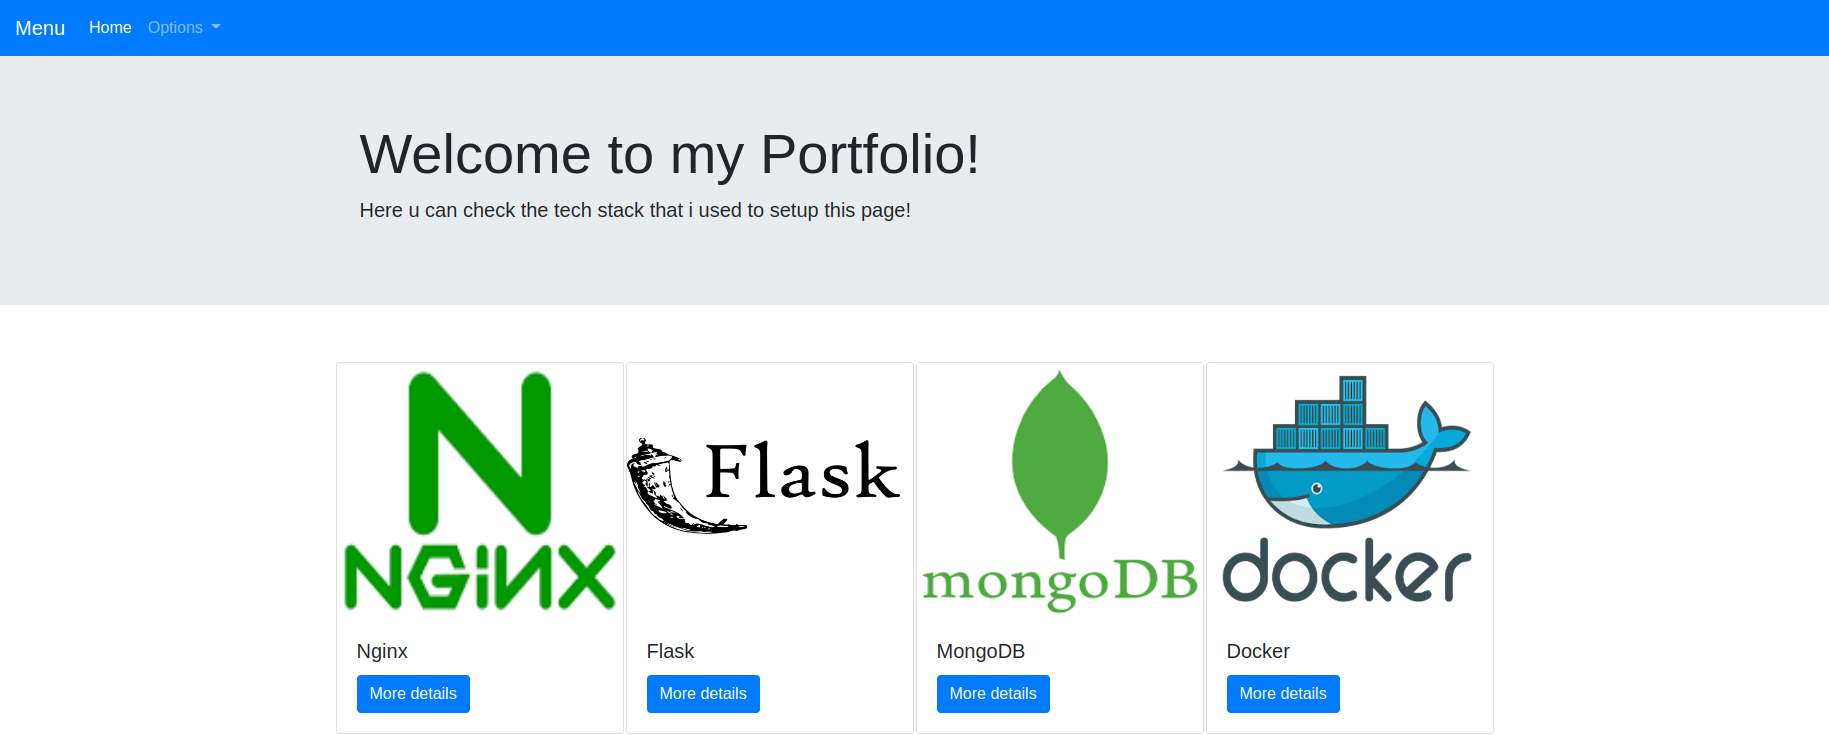 Menu Home Options
Welcome to my Portfolio!
Here u can check the tech stack that i used to setup this page!
NGiNX
Flask
mongoDB
docker
Nginx
Flask
MongoDB
Docker
More details
More details
More details
More details